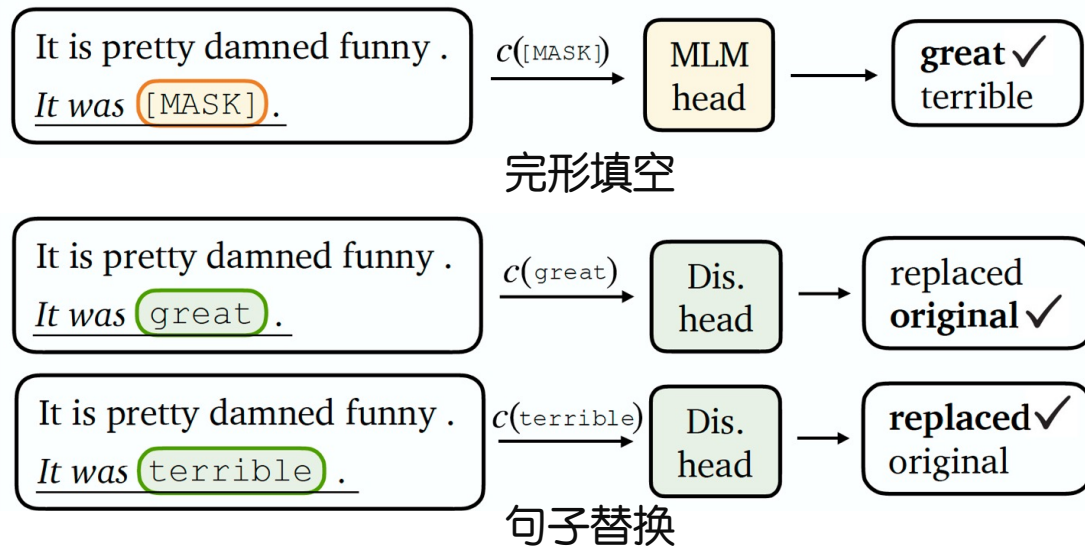 It is pretty damned funny .
It was [MASK] .
c([MASK])
MLM
head
great ✓
terrible
完形填空
It is pretty damned funny .
It was great .
c(great)
Dis.
head
replaced
original ✓
It is pretty damned funny .
It was terrible .
c(terrible)
Dis.
head
replaced ✓
original
句子替换